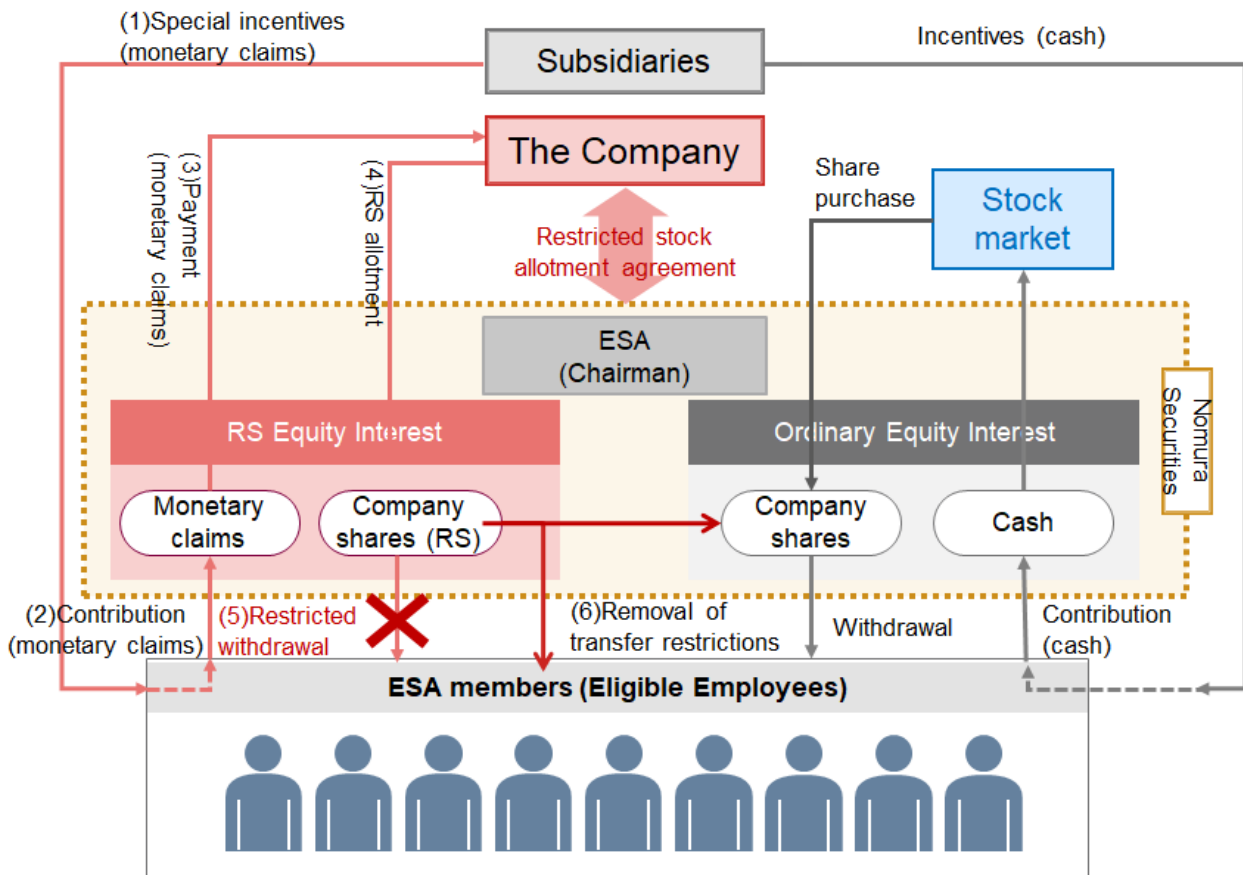 (1)Special incentives
(monetary claims)
Subsidiaries
Incentives (cash)
The Company
(3)Payment
(monetary claims)
(4)RS allotment
Share
purchase
Stock
market
Restricted stock
allotment agreement
ESA
(Chairman)
Nomura
Securities
RS Equity Interest
Ordinary Equity Interest
Monetary
claims
Company
shares (RS)
Company
shares
Cash
(2)Contribution
(monetary claims)
(5)Restricted
withdrawal
(6)Removal of
transfer restrictions
Withdrawal
Contribution
(cash)
ESA members (Eligible Employees)